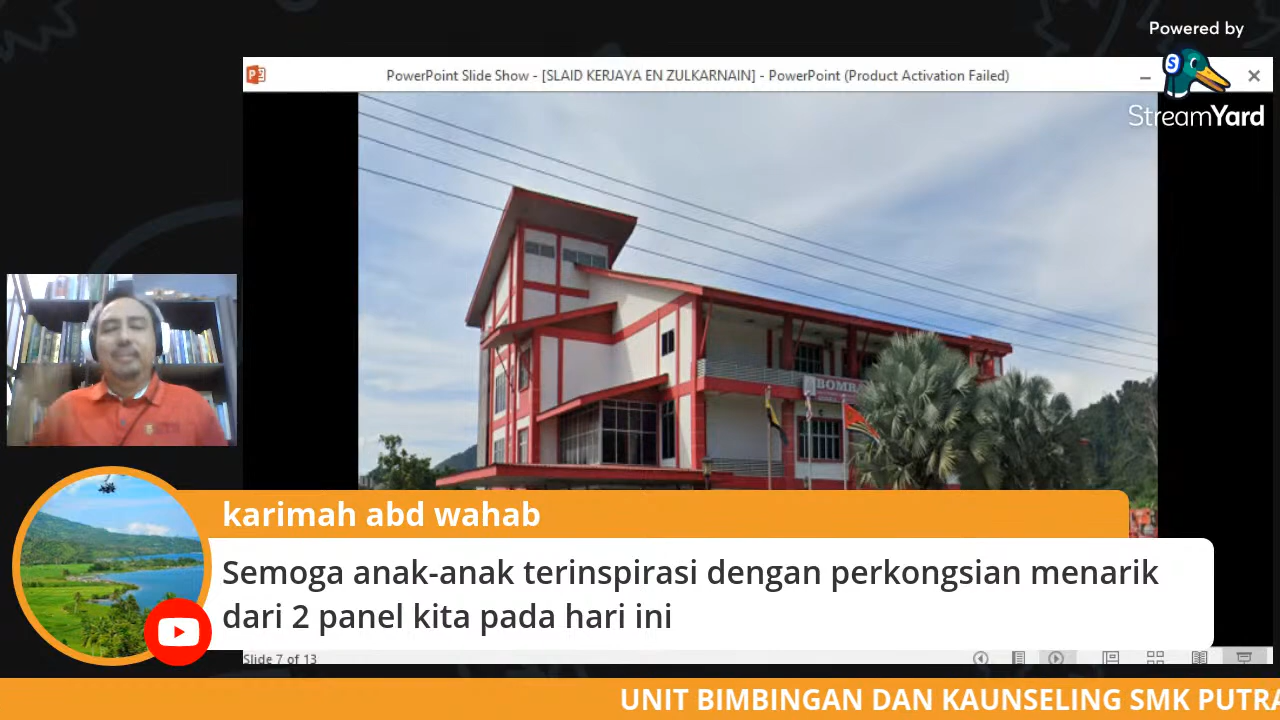 Powered by
StreamYard
PowerPoint Slide Show - [SLAID KERJAYA EN ZULKARNAIN] - PowerPoint (Product Activation Failed)
BOMBA
karimah abd wahab
Semoga anak-anak terinspirasi dengan perkongsian menarik
dari 2 panel kita pada hari ini
Slide 7 of 13
UNIT BIMBINGAN DAN KAUNSELING SMK PUTRA